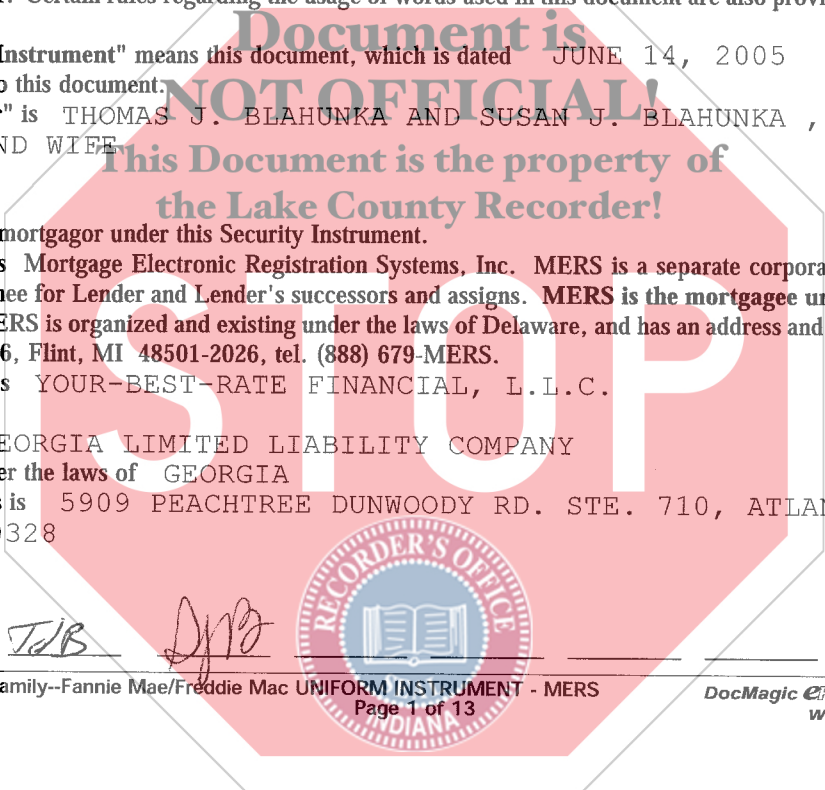 1. Certain rules regarding the usage of words used in this document are also provi
Document is
Instrument" means this document, which is dated JUNE 14, 2005
o this document.
NOT OFFICIAL!
" is THOMAS J. BLAHUNKA AND SUSAN J. BLAHUNKA ,
ND WIFE
This Document is the property of
the Lake County Recorder!
mortgagor under this Security Instrument.
s Mortgage Electronic Registration Systems, Inc. MERS is a separate corpora
nee for Lender and Lender's successors and assigns. MERS is the mortgagee un
ERS is organized and existing under the laws of Delaware, and has an address and
6, Flint, MI 48501-2026, tel. (888) 679-MERS.
s YOUR-BEST-RATE FINANCIAL, L.L.C.
STOP
EORGIA LIMITED LIABILITY COMPANY
er the laws of GEORGIA
s is 5909 PEACHTREE DUNWOODY RD. STE. 710, ATLAN
0328
RECORDER'S OFFICE
TJB SJB
amily--Fannie Mae/Freddie Mac UNIFORM INSTRUMENT - MERS
DocMagic
Page 1 of 13
INDIANA